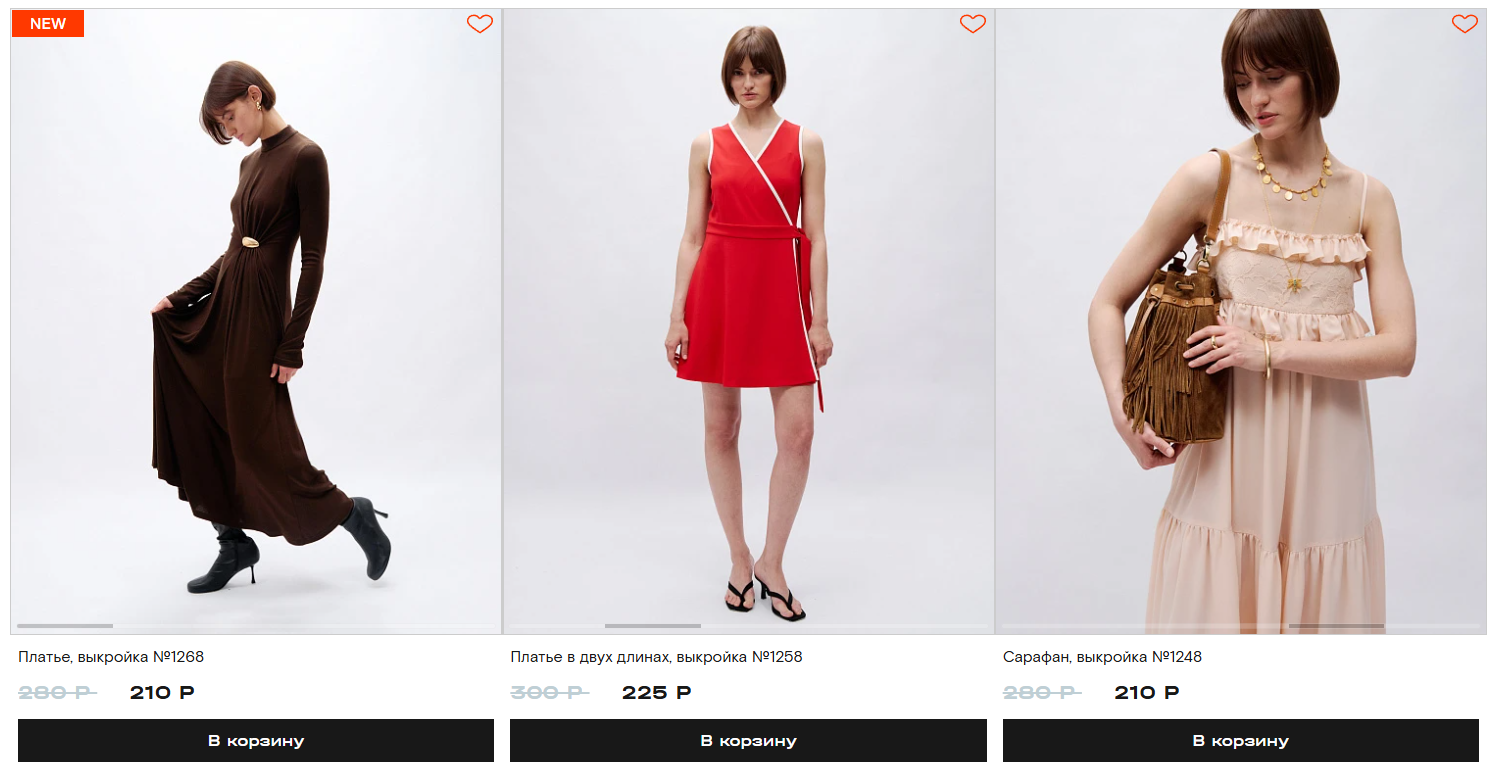 NEW
Платье, выкройка №1268
280 Р 210 Р
В корзину
Платье в двух длинах, выкройка №1258
300 Р 225 Р
В корзину
Сарафан, выкройка №1248
280 Р 210 Р
В корзину